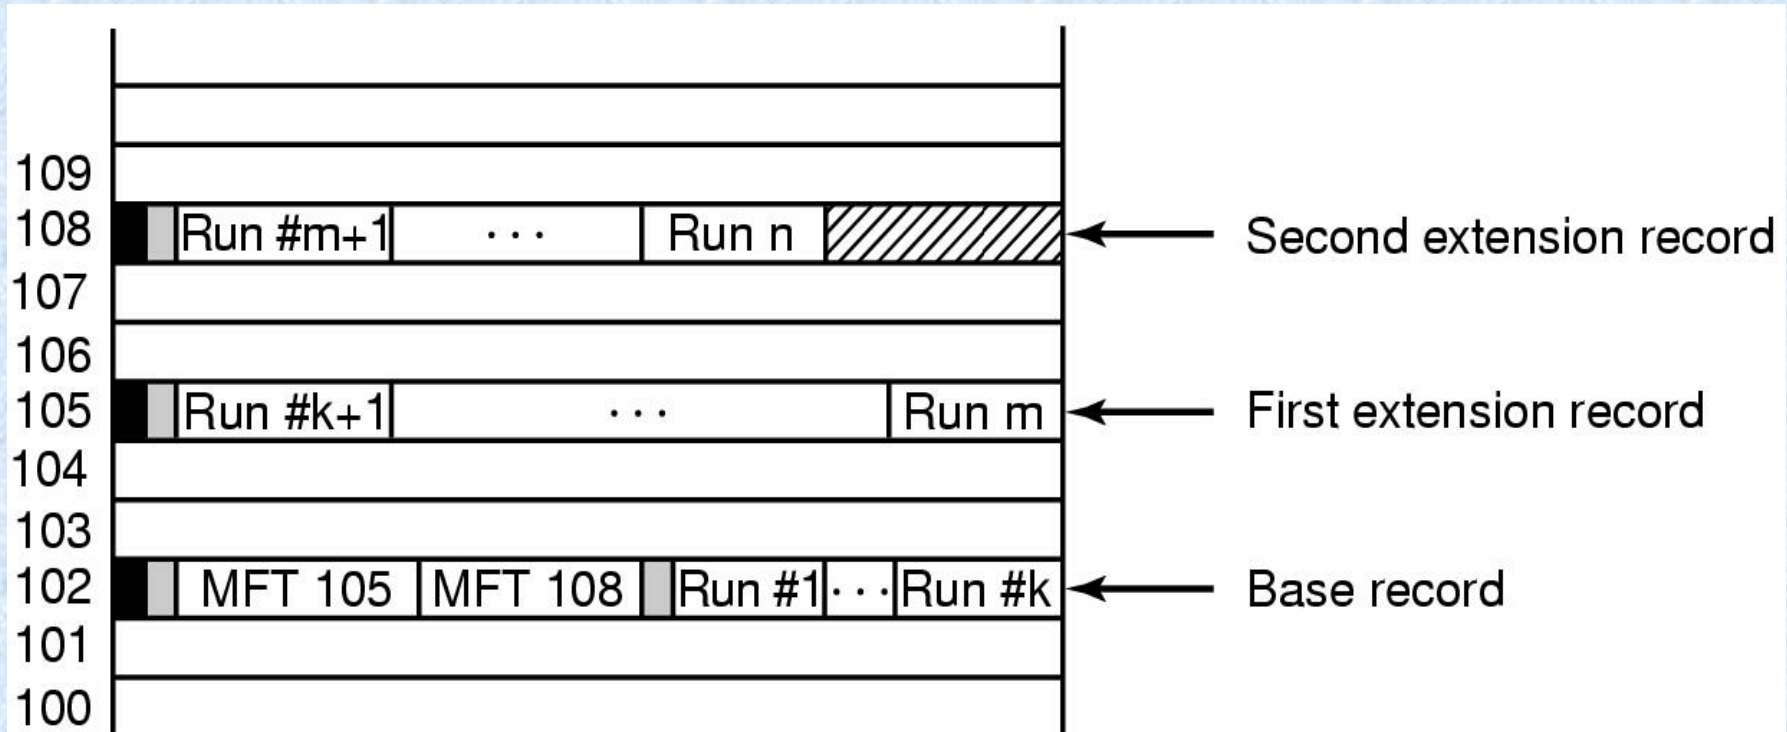 109
108 Run #m+1 ... Run n Second extension record
107
106
105 Run #k+1 ... Run m First extension record
104
103
102 MFT 105 MFT 108 Run #1 ... Run #k Base record
101
100